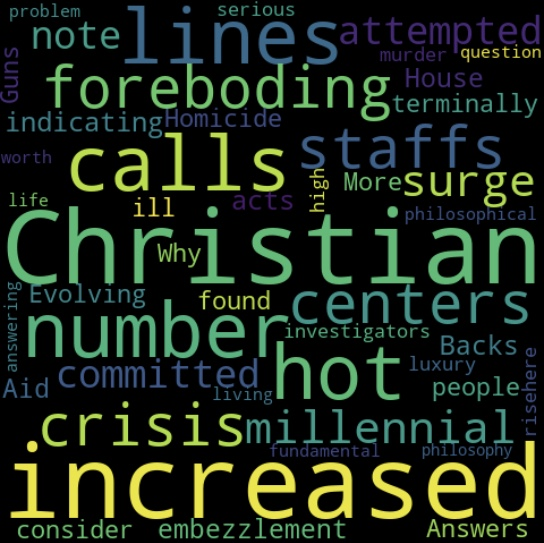 problem
serious
note
lines
attempted
murder
question
Guns
foreboding
House
terminally
indicating
Homicide
staffs
worth
calls
high
More
surge
life
ill
acts
philosophical
Christian
Why
answering
Evolving
found
centers
number
investigators
hot
Backs
risehere
Aid
committed
luxury
living
people
crisis
millennial
fundamental
philosophy
increased
consider
embezzlement
Answers